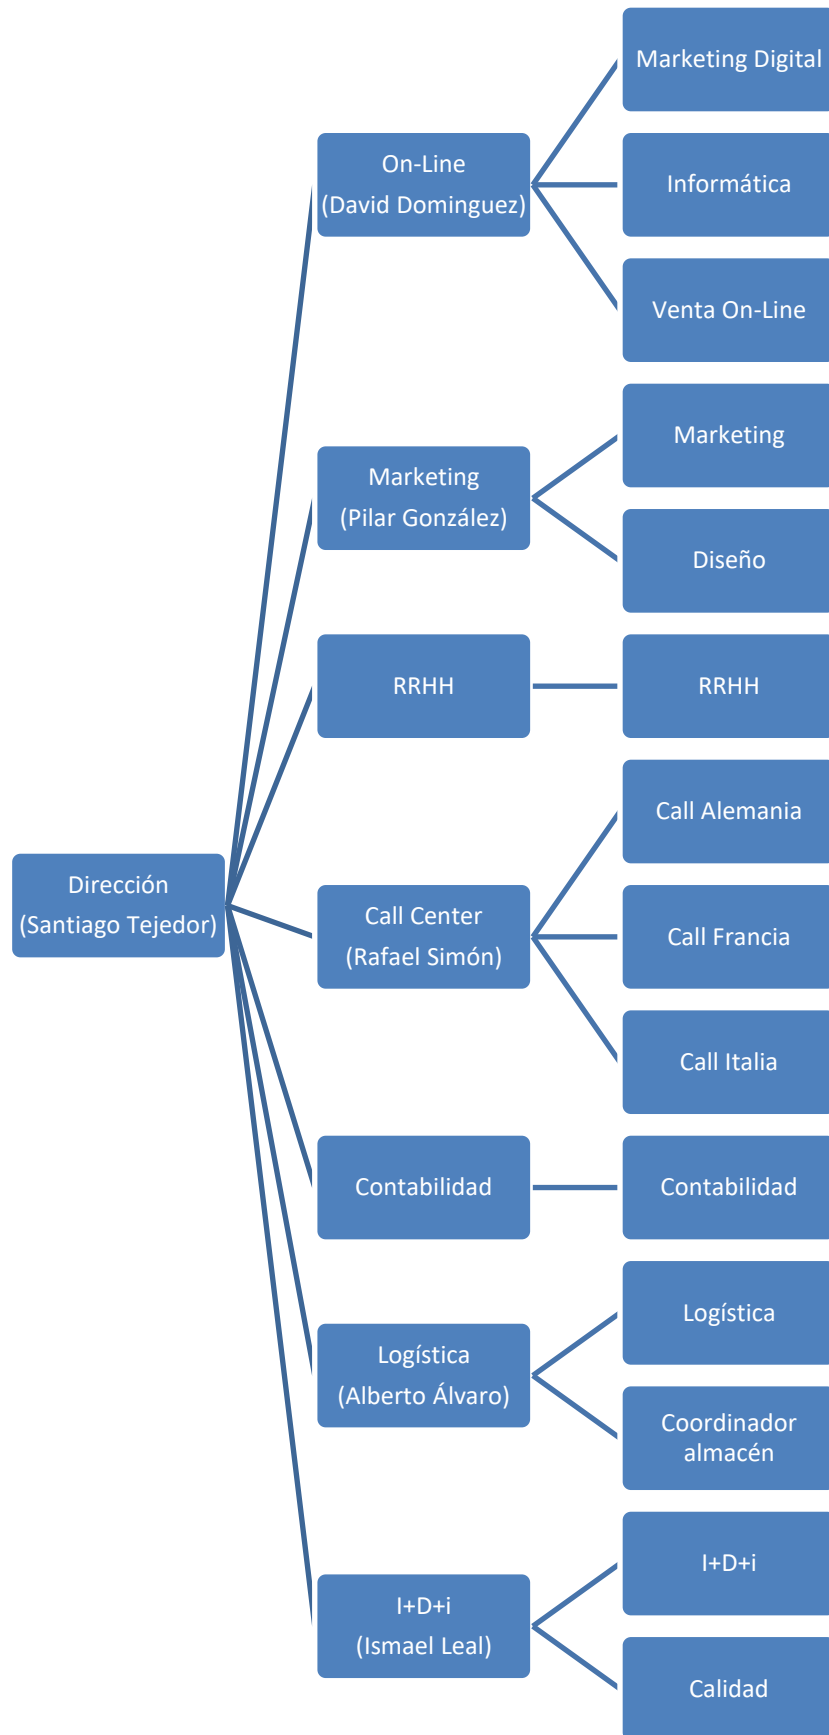 Dirección
(Santiago Tejedor)
On-Line
(David Dominguez)
Marketing Digital
Informática
Venta On-Line
Marketing
(Pilar González)
Marketing
Diseño
RRHH
RRHH
Call Center
(Rafael Simón)
Call Alemania
Call Francia
Call Italia
Contabilidad
Contabilidad
Logística
(Alberto Álvaro)
Logística
Coordinador
almacén
I+D+i
(Ismael Leal)
I+D+i
Calidad